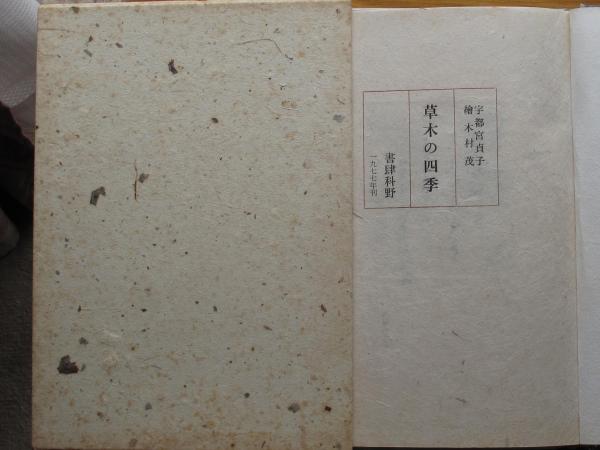 宇都宮貞子
繪 木村 茂
草木の四季
書肆科野
一九七七年刊